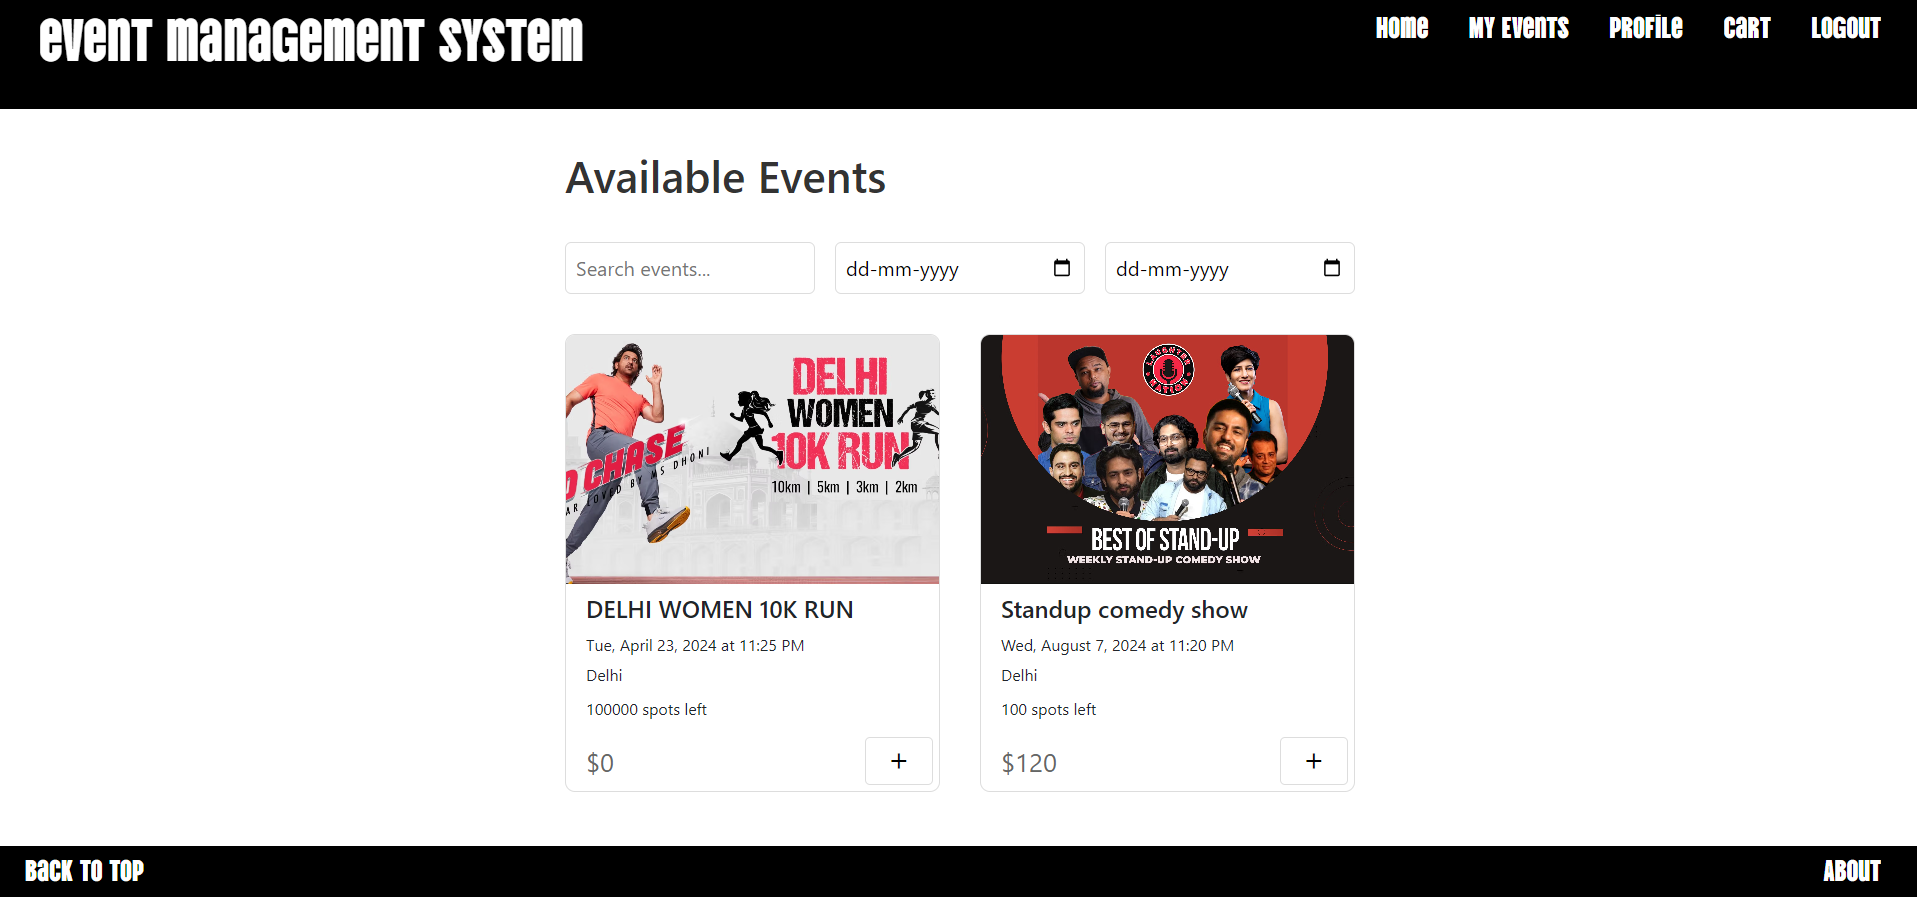 event management system
Home My Events Profile Cart Logout
Available Events
Search events...
dd-mm-yyyy
dd-mm-yyyy
DELHI
WOMEN
10K RUN
10km | 5km | 3km | 2km
D CHASE
AR LOVED BY MS DHONI
DELHI WOMEN 10K RUN
Tue, April 23, 2024 at 11:25 PM
Delhi
100000 spots left
$0
+
LAUGHTER
NATION
BEST OF STAND-UP
WEEKLY STAND-UP COMEDY SHOW
Standup comedy show
Wed, August 7, 2024 at 11:20 PM
Delhi
100 spots left
$120
+
Back to top
About